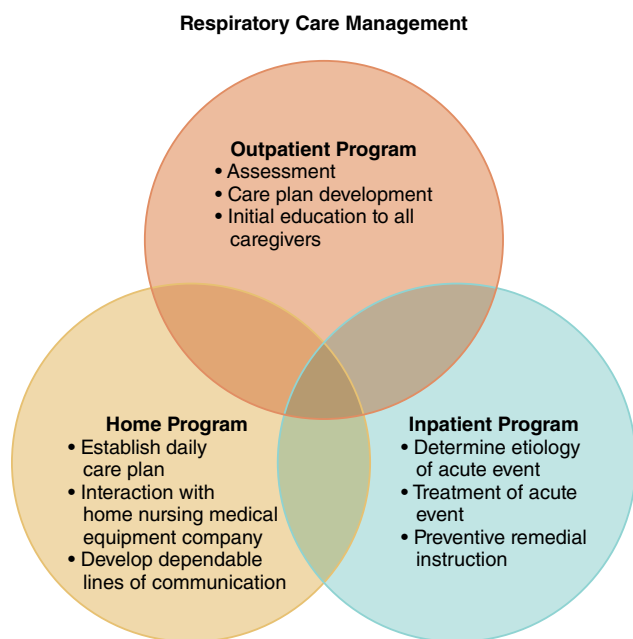 Respiratory Care Management
Outpatient Program
• Assessment
• Care plan development
• Initial education to all
caregivers
Home Program
• Establish daily
care plan
• Interaction with
home nursing medical
equipment company
• Develop dependable
lines of communication
Inpatient Program
• Determine etiology
of acute event
• Treatment of acute
event
• Preventive remedial
instruction